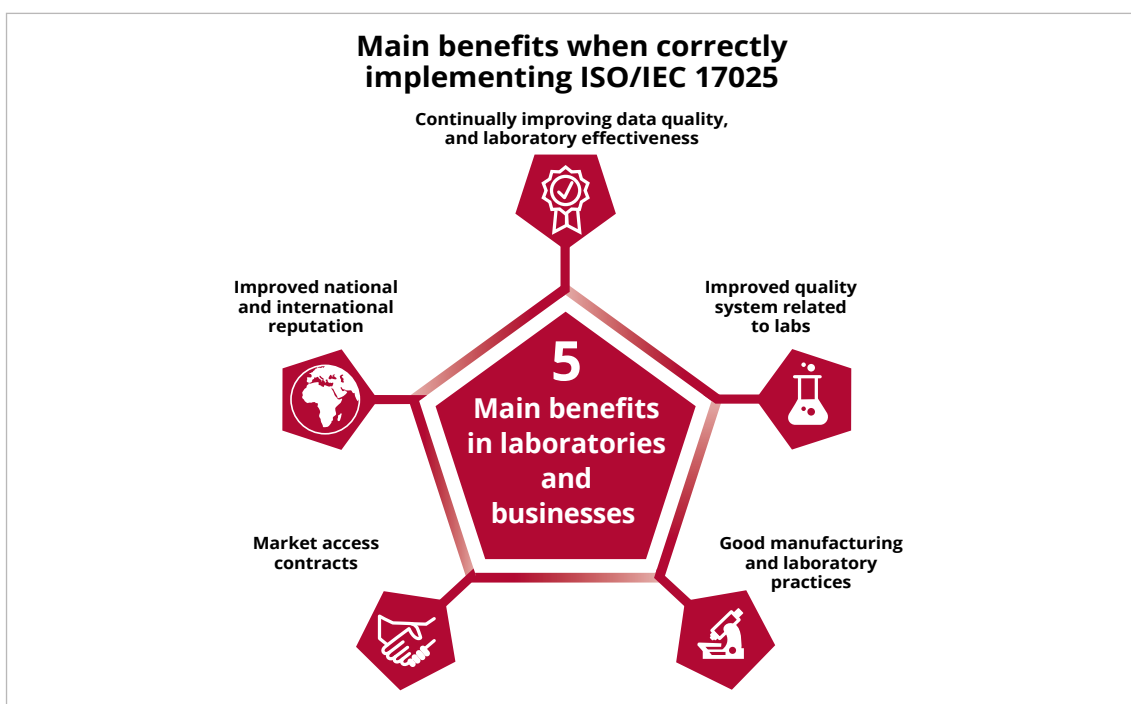 Main benefits when correctly
implementing ISO/IEC 17025
Continually improving data quality,
and laboratory effectiveness
Improved national
and international
reputation
Improved quality
system related
to labs
5
Main benefits
in laboratories
and
businesses
Market access
contracts
Good manufacturing
and laboratory
practices